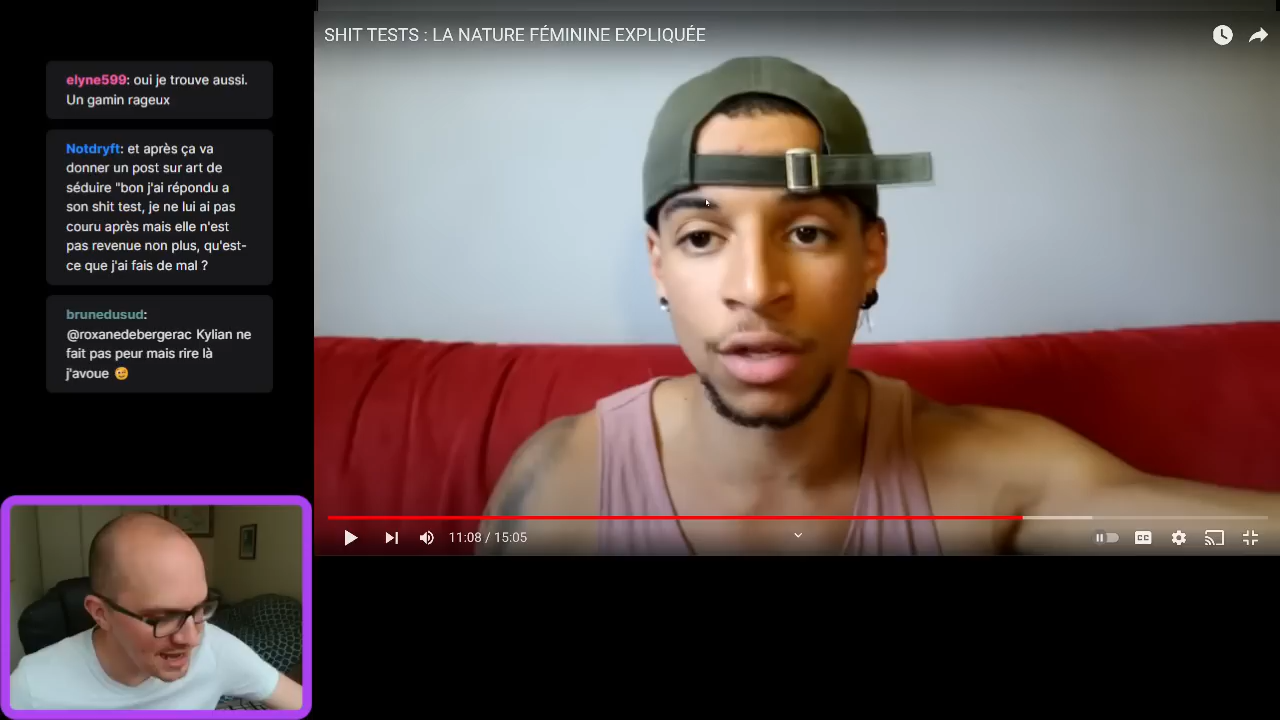 SHIT TESTS : LA NATURE FÉMININE EXPLIQUÉE
elyne599: oui je trouve aussi.
Un gamin rageux
Notdryft: et après ça va
donner un post sur art de
séduire "bon j'ai répondu a
son shit test, je ne lui ai pas
couru après mais elle n'est
pas revenue non plus, qu'est-
ce que j'ai fais de mal ?
brunedusud:
@roxanedebergerac Kylian ne
fait pas peur mais rire là
j'avoue 😉
11:08 / 15:05
CC